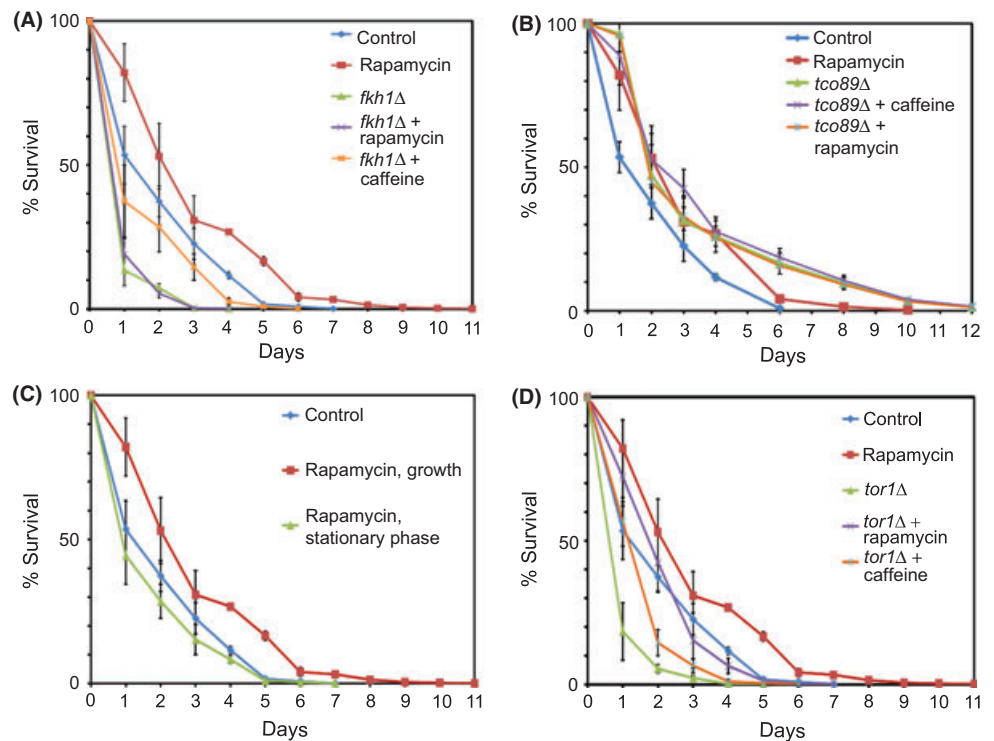 (A)
100
50
0
% Survival
0 1 2 3 4 5 6 7 8 9 10 11
Days
Control
Rapamycin
fkh1Δ
fkh1Δ +
rapamycin
fkh1Δ +
caffeine
(B)
100
50
0
% Survival
0 1 2 3 4 5 6 7 8 9 10 11 12
Days
Control
Rapamycin
tco89Δ
tco89Δ + caffeine
tco89Δ +
rapamycin
(C)
100
50
0
% Survival
0 1 2 3 4 5 6 7 8 9 10 11
Days
Control
Rapamycin, growth
Rapamycin,
stationary phase
(D)
100
50
0
% Survival
0 1 2 3 4 5 6 7 8 9 10 11
Days
Control
Rapamycin
tor1Δ
tor1Δ +
rapamycin
tor1Δ +
caffeine